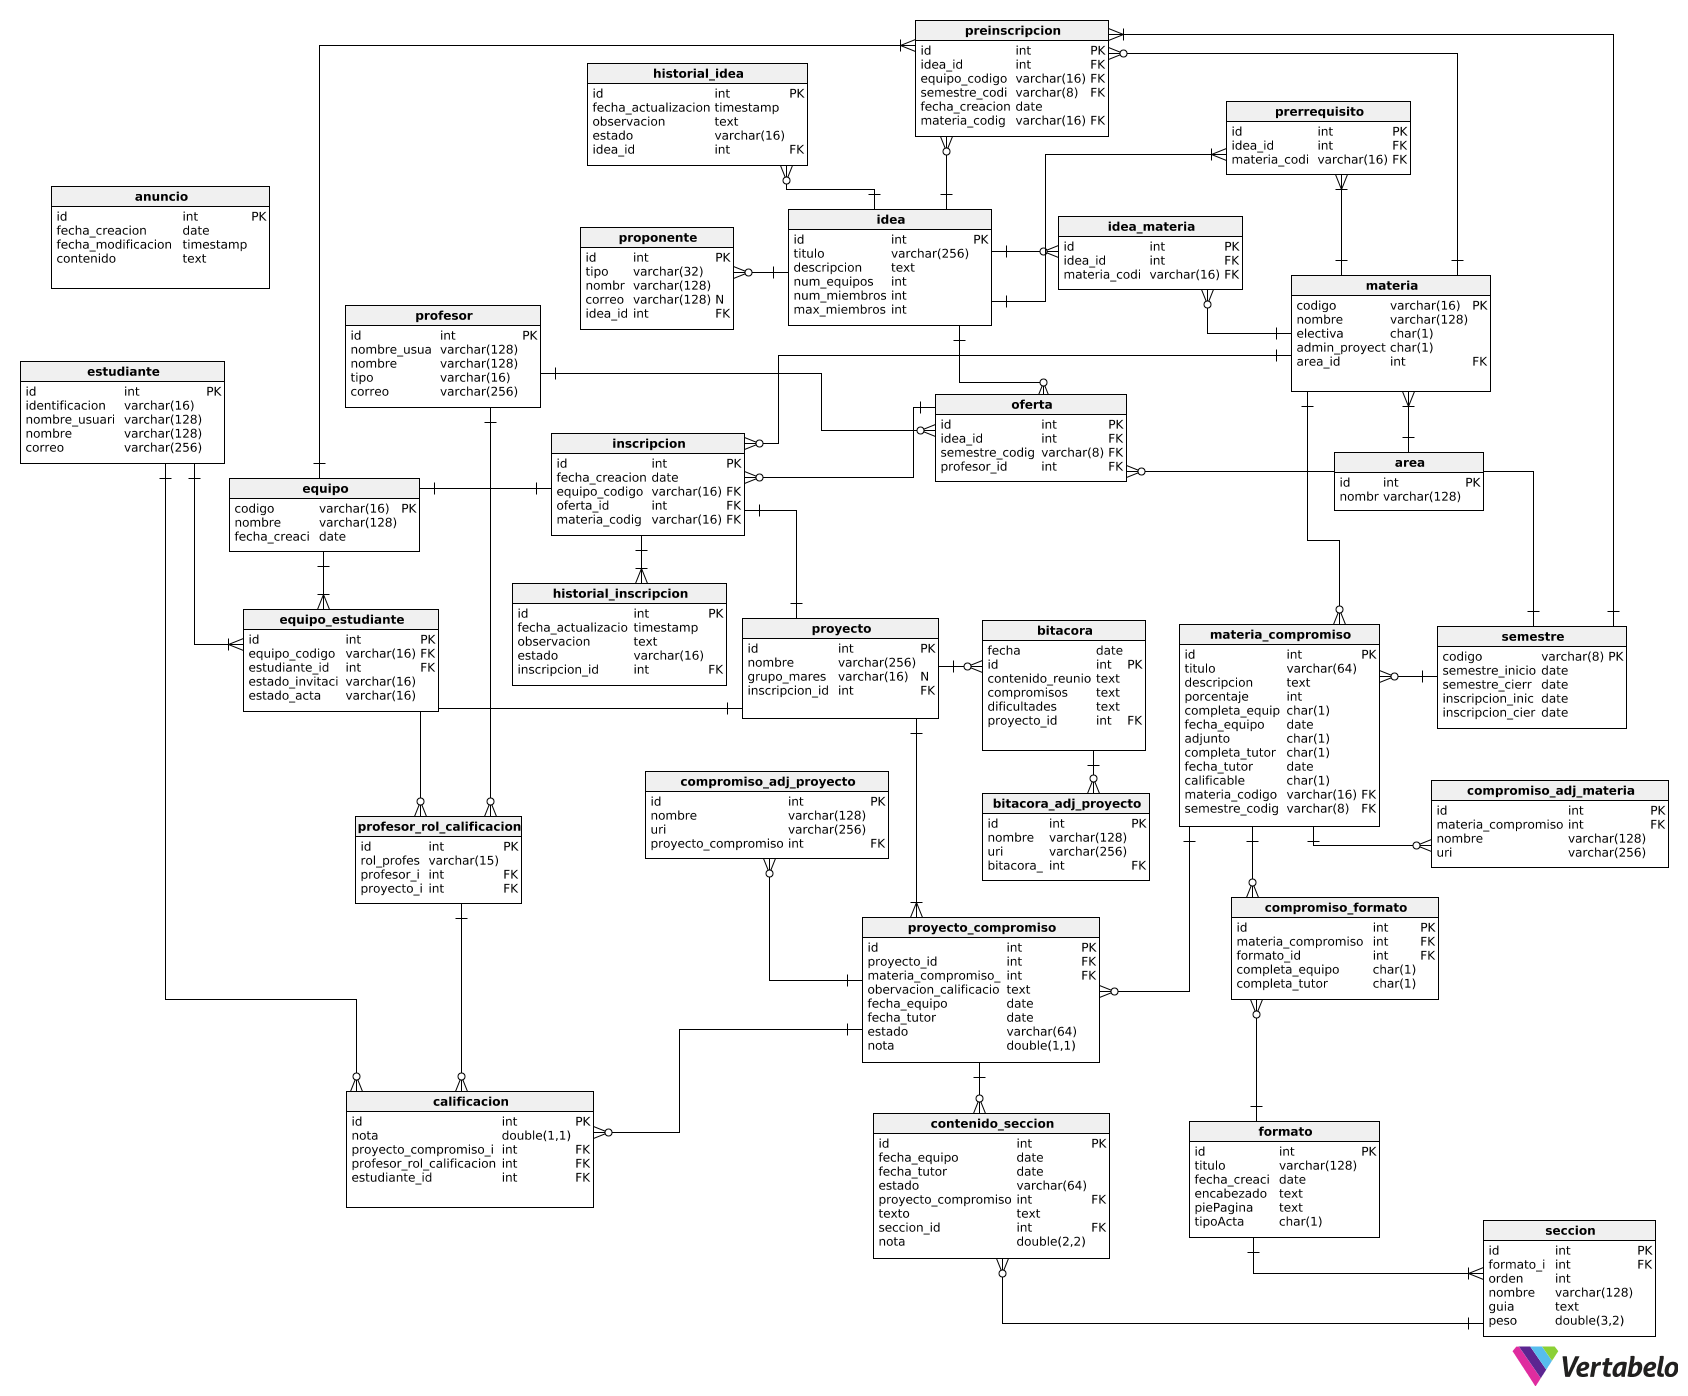 preinscripcion
id int PK
idea_id int FK
equipo_codigo varchar(16) FK
semestre_codi varchar(8) FK
fecha_creacion date
materia_codig varchar(16) FK
historial_idea
id int PK
fecha_actualizacion timestamp
observacion text
estado varchar(16)
idea_id int FK
prerrequisito
id int PK
idea_id int FK
materia_codi varchar(16) FK
anuncio
id int PK
fecha_creacion date
fecha_modificacion timestamp
contenido text
proponente
id int PK
tipo varchar(32)
nombr varchar(128)
correo varchar(128) N
idea_id int FK
idea
id int PK
titulo varchar(256)
descripcion text
num_equipos int
num_miembros int
max_miembros int
idea_materia
id int PK
idea_id int FK
materia_codi varchar(16) FK
materia
codigo varchar(16) PK
nombre varchar(128)
electiva char(1)
admin_proyect char(1)
area_id int FK
profesor
id int PK
nombre_usua varchar(128)
nombre varchar(128)
tipo varchar(16)
correo varchar(256)
estudiante
id int PK
identificacion varchar(16)
nombre_usuari varchar(128)
nombre varchar(128)
correo varchar(256)
oferta
id int PK
idea_id int FK
semestre_codig varchar(8) FK
profesor_id int FK
inscripcion
id int PK
fecha_creacion date
equipo_codigo varchar(16) FK
oferta_id int FK
materia_codig varchar(16) FK
area
id int PK
nombr varchar(128)
equipo
codigo varchar(16) PK
nombre varchar(128)
fecha_creaci date
historial_inscripcion
id int PK
fecha_actualizacio timestamp
observacion text
estado varchar(16)
inscripcion_id int FK
equipo_estudiante
id int PK
equipo_codigo varchar(16) FK
estudiante_id int FK
estado_invitaci varchar(16)
estado_acta varchar(16)
proyecto
id int PK
nombre varchar(256)
grupo_mares varchar(16) N
inscripcion_id int FK
bitacora
fecha date
id int PK
contenido_reunio text
compromisos text
dificultades text
proyecto_id int FK
materia_compromiso
id int PK
titulo varchar(64)
descripcion text
porcentaje int
completa_equip char(1)
fecha_equipo date
adjunto char(1)
completa_tutor char(1)
fecha_tutor date
calificable char(1)
materia_codigo varchar(16) FK
semestre_codig varchar(8) FK
semestre
codigo varchar(8) PK
semestre_inicio date
semestre_cierr date
inscripcion_inic date
inscripcion_cier date
compromiso_adj_proyecto
id int PK
nombre varchar(128)
uri varchar(256)
proyecto_compromiso int FK
bitacora_adj_proyecto
id int PK
nombre varchar(128)
uri varchar(256)
bitacora_ int FK
compromiso_adj_materia
id int PK
materia_compromiso int FK
nombre varchar(128)
uri varchar(256)
profesor_rol_calificacion
id int PK
rol_profes varchar(15)
profesor_i int FK
proyecto_i int FK
compromiso_formato
id int PK
materia_compromiso int FK
formato_id int FK
completa_equipo char(1)
completa_tutor char(1)
proyecto_compromiso
id int PK
proyecto_id int FK
materia_compromiso_ int FK
obervacion_calificacio text
fecha_equipo date
fecha_tutor date
estado varchar(64)
nota double(1,1)
calificacion
id int PK
nota double(1,1)
proyecto_compromiso_i int FK
profesor_rol_calificacion int FK
estudiante_id int FK
contenido_seccion
id int PK
fecha_equipo date
fecha_tutor date
estado varchar(64)
proyecto_compromiso int FK
texto text
seccion_id int FK
nota double(2,2)
formato
id int PK
titulo varchar(128)
fecha_creaci date
encabezado text
piePagina text
tipoActa char(1)
seccion
id int PK
formato_i int FK
orden int
nombre varchar(128)
guia text
peso double(3,2)
Vertabelo